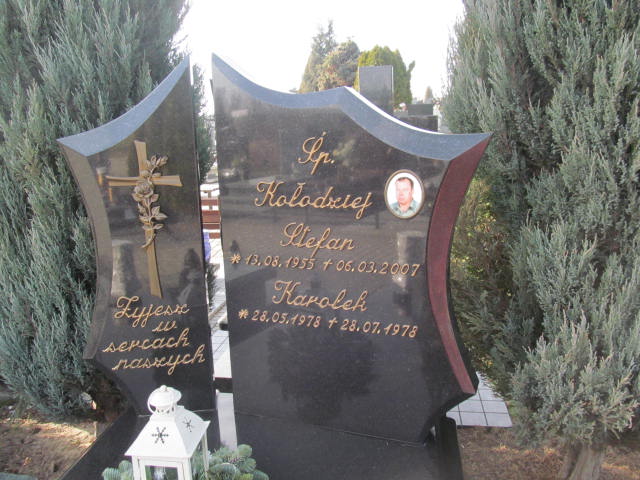 Żyjesz
w
sercach
naszych
Śp.
Kołodziej
Stefan
* 13.08.1955 + 06.03.2007
Karolek
* 28.05.1978 + 28.07.1978